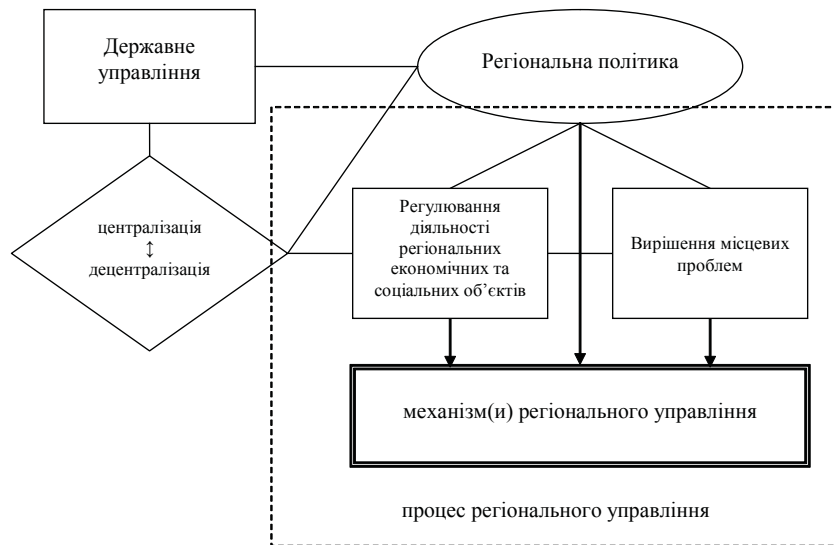 Державне
управління
Регіональна політика
централізація
↕
децентралізація
Регулювання
діяльності
регіональних
економічних та
соціальних об’єктів
Вирішення місцевих
проблем
механізм(и) регіонального управління
процес регіонального управління